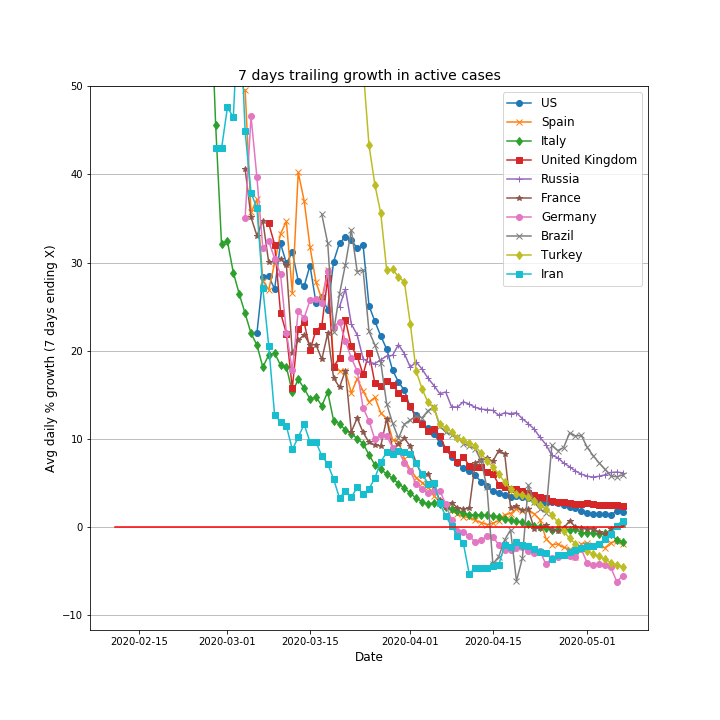 7 days trailing growth in active cases
Avg daily % growth (7 days ending X)
50
40
30
20
10
0
−10
US
Spain
Italy
United Kingdom
Russia
France
Germany
Brazil
Turkey
Iran
2020-02-15
2020-03-01
2020-03-15
2020-04-01
2020-04-15
2020-05-01
Date